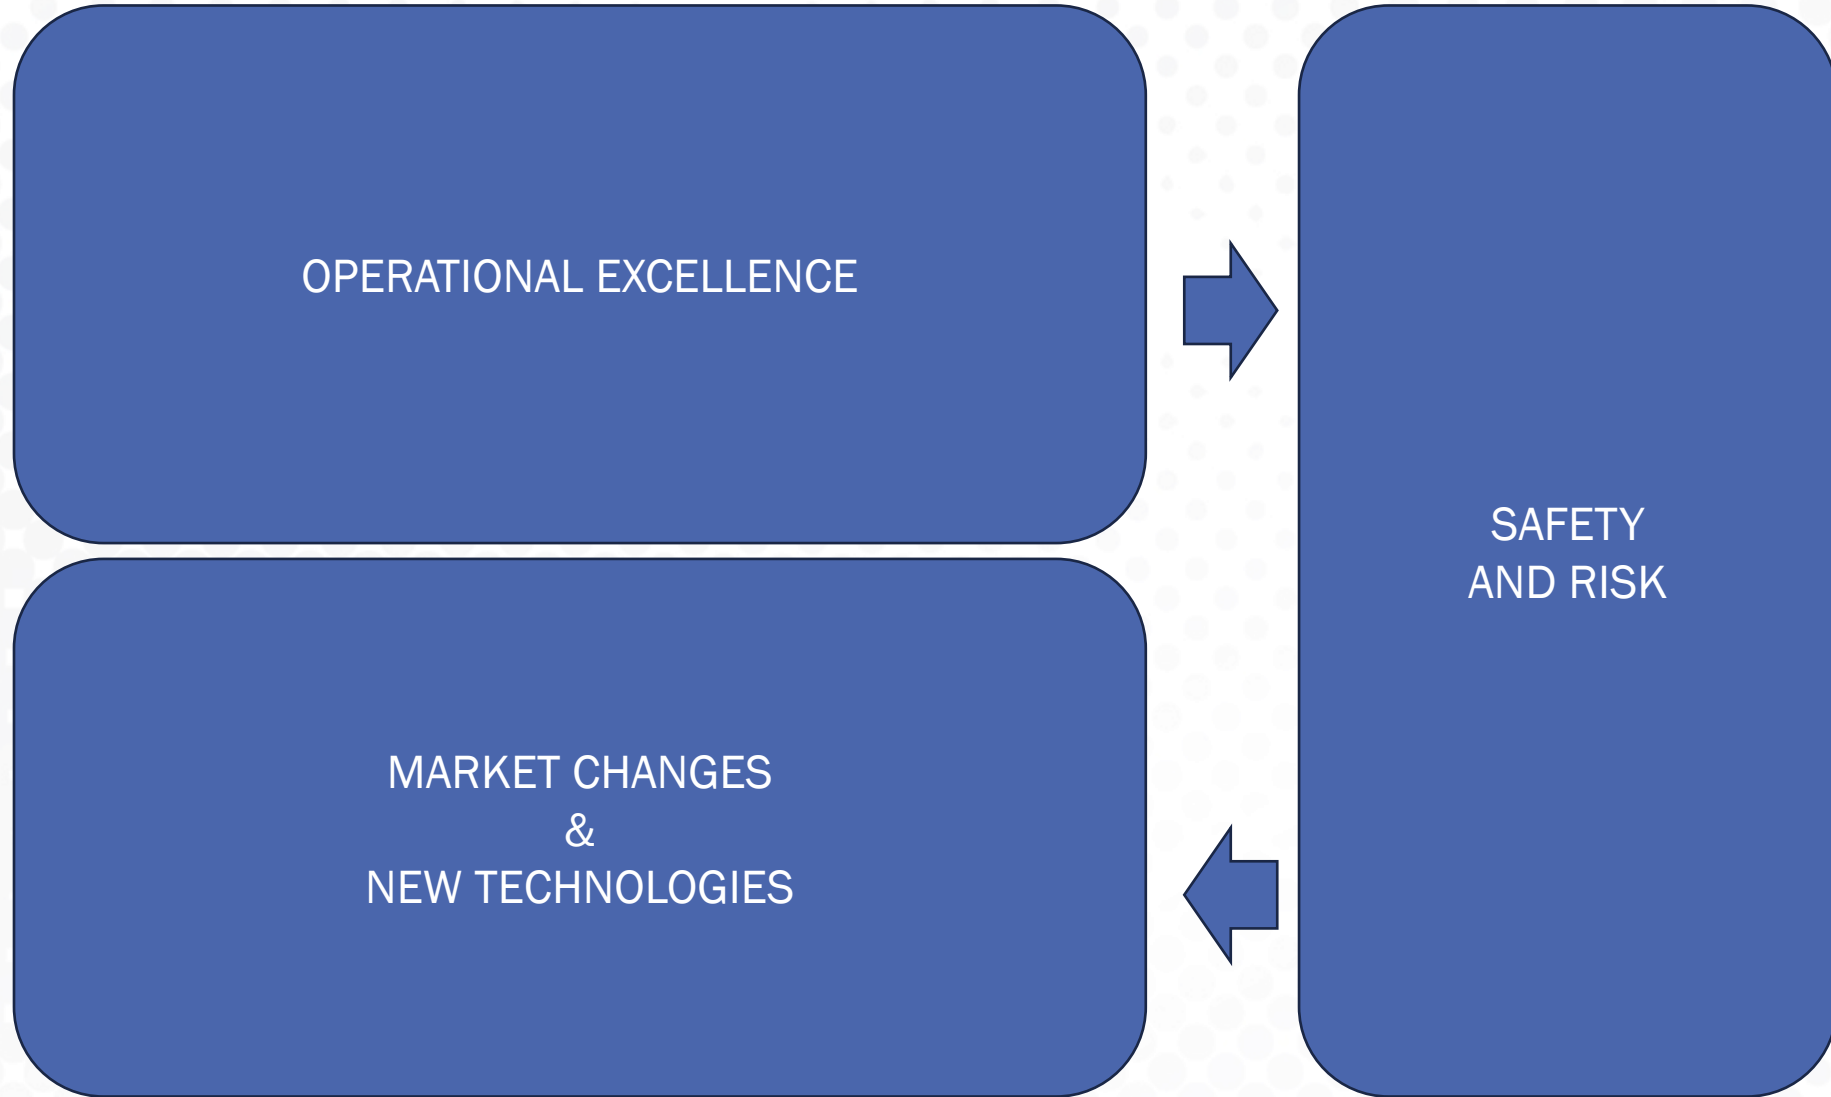 OPERATIONAL EXCELLENCE
MARKET CHANGES
&
NEW TECHNOLOGIES
SAFETY
AND RISK